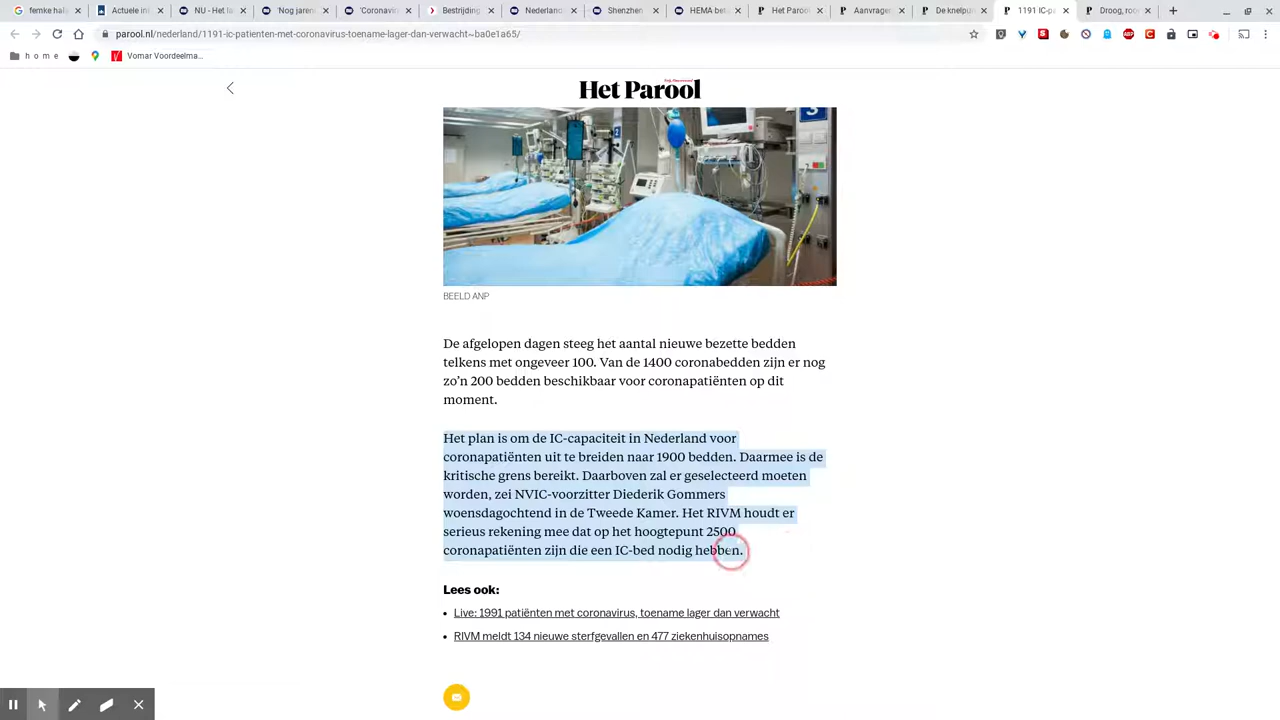 femke hals
Actuele in
NU - Het la
'Nog jaren
'Coronavi
Bestrijding
Nederland
Shenzhen
HEMA bet
Het Parool
Aanvragen
De knelpun
1191 IC-pa
Droog, roo
parool.nl/nederland/1191-ic-patienten-met-coronavirus-toename-lager-dan-verwacht~ba0e1a65/
h o m e
Vomar Voordeelma...
Het Parool
3
BEELD ANP
De afgelopen dagen steeg het aantal nieuwe bezette bedden
telkens met ongeveer 100. Van de 1400 coronabedden zijn er nog
zo'n 200 bedden beschikbaar voor coronapatiënten op dit
moment.
Het plan is om de IC-capaciteit in Nederland voor
coronapatiënten uit te breiden naar 1900 bedden. Daarmee is de
kritische grens bereikt. Daarboven zal er geselecteerd moeten
worden, zei NVIC-voorzitter Diederik Gommers
woensdagochtend in de Tweede Kamer. Het RIVM houdt er
serieus rekening mee dat op het hoogtepunt 2500
coronapatiënten zijn die een IC-bed nodig hebben.
Lees ook:
Live: 1991 patiënten met coronavirus, toename lager dan verwacht
RIVM meldt 134 nieuwe sterfgevallen en 477 ziekenhuisopnames